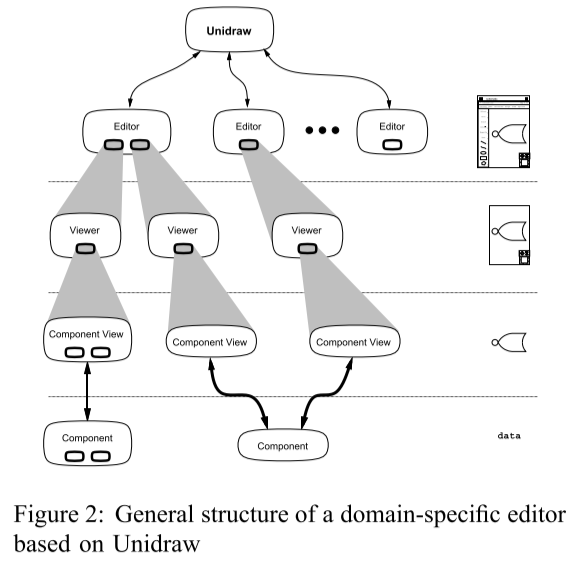 Unidraw
Editor
Editor
Editor
Viewer
Viewer
Viewer
Component View
Component View
Component View
Component
Component
data
Figure 2: General structure of a domain-specific editor
based on Unidraw